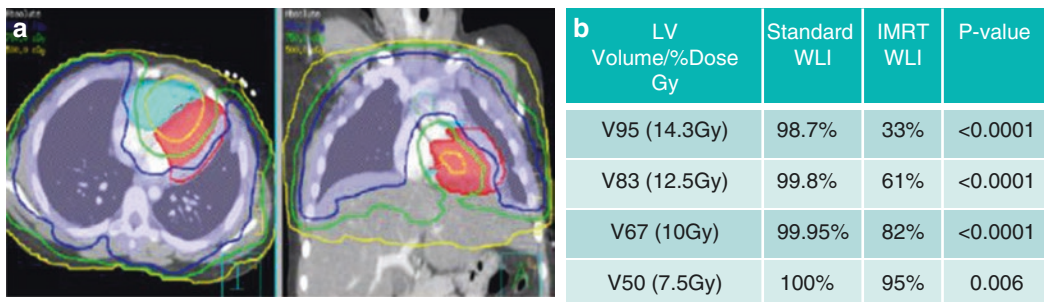 a
Absolute
Absolute
b
LV
Volume/%Dose
Gy
Standard
WLI
IMRT
WLI
P-value
V95 (14.3Gy) 98.7% 33% <0.0001
V83 (12.5Gy) 99.8% 61% <0.0001
V67 (10Gy) 99.95% 82% <0.0001
V50 (7.5Gy) 100% 95% 0.006